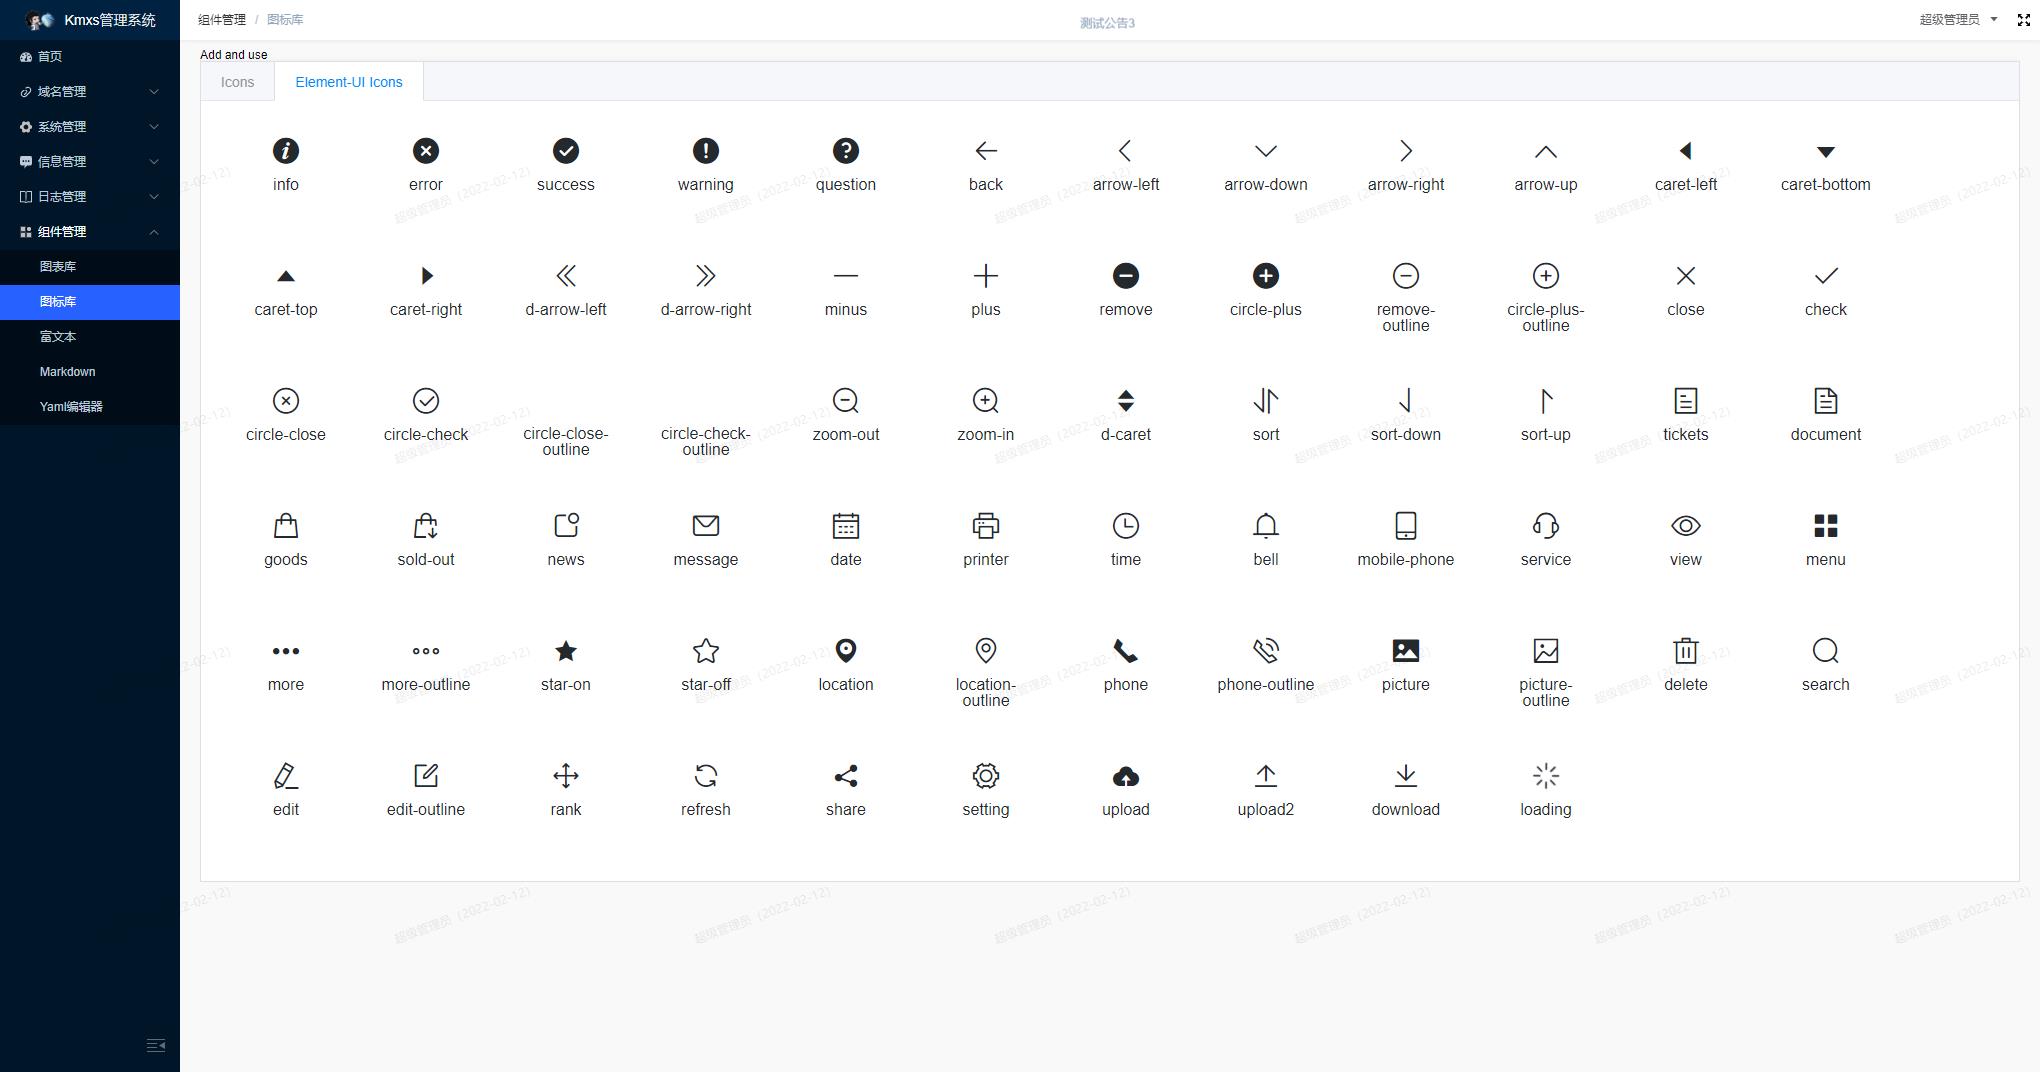 Kmxs管理系统
首页
域名管理
系统管理
信息管理
日志管理
组件管理
图表库
图标库
富文本
Markdown
Yaml编辑器
组件管理 / 图标库
测试公告3
超级管理员
Add and use
Icons
Element-UI Icons
info
error
success
warning
question
back
arrow-left
arrow-down
arrow-right
arrow-up
caret-left
caret-bottom
caret-top
caret-right
d-arrow-left
d-arrow-right
minus
plus
remove
circle-plus
remove-
outline
circle-plus-
outline
close
check
circle-close
circle-check
circle-close-
outline
circle-check-
outline
zoom-out
zoom-in
d-caret
sort
sort-down
sort-up
tickets
document
goods
sold-out
news
message
date
printer
time
bell
mobile-phone
service
view
menu
more
more-outline
star-on
star-off
location
location-
outline
phone
phone-outline
picture
picture-
outline
delete
search
edit
edit-outline
rank
refresh
share
setting
upload
upload2
download
loading
超级管理员 (2022-02-12)